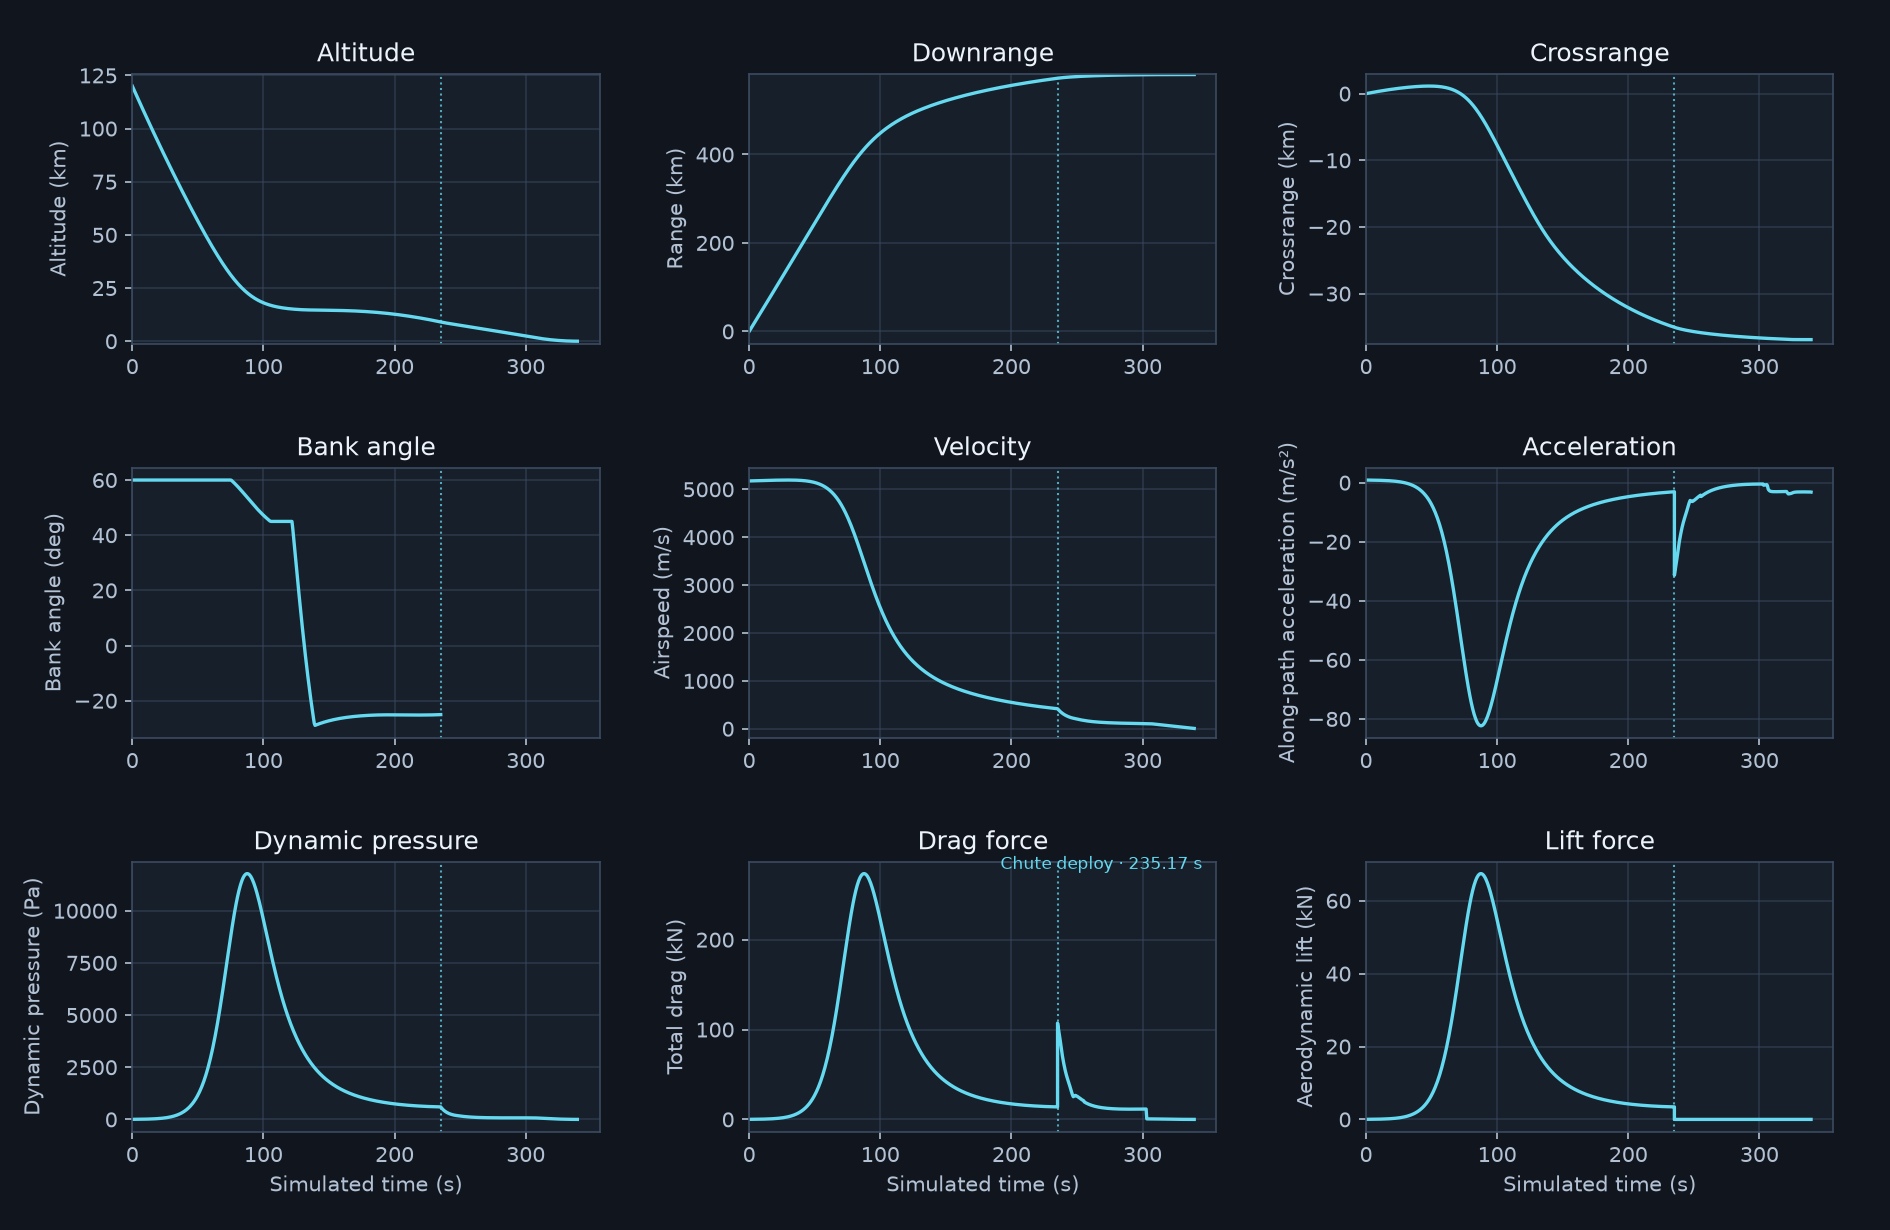 Altitude
Altitude (km)
125
100
75
50
25
0
0 100 200 300
Downrange
Range (km)
400
200
0
0 100 200 300
Crossrange
Crossrange (km)
0
−10
−20
−30
0 100 200 300
Bank angle
Bank angle (deg)
60
40
20
0
−20
0 100 200 300
Velocity
Airspeed (m/s)
5000
4000
3000
2000
1000
0
0 100 200 300
Acceleration
Along-path acceleration (m/s²)
0
−20
−40
−60
−80
0 100 200 300
Dynamic pressure
Dynamic pressure (Pa)
10000
7500
5000
2500
0
0 100 200 300
Simulated time (s)
Drag force
Chute deploy · 235.17 s
Total drag (kN)
200
100
0
0 100 200 300
Simulated time (s)
Lift force
Aerodynamic lift (kN)
60
40
20
0
0 100 200 300
Simulated time (s)